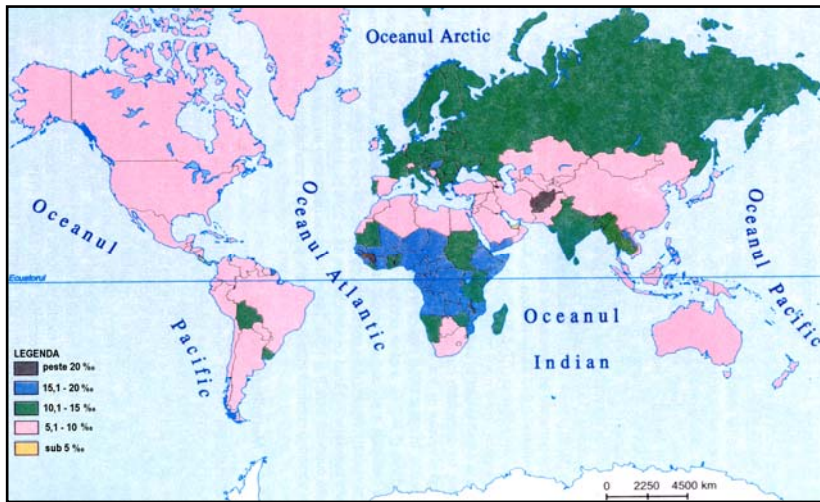 Oceanul Arctic
Oceanul
Pacific
Oceanul Atlantic
Oceanul Pacific
Ecuatorul
Oceanul
Indian
LEGENDA
peste 20 ‰
15,1 - 20 ‰
10,1 - 15 ‰
5,1 - 10 ‰
sub 5 ‰
0 2250 4500 km